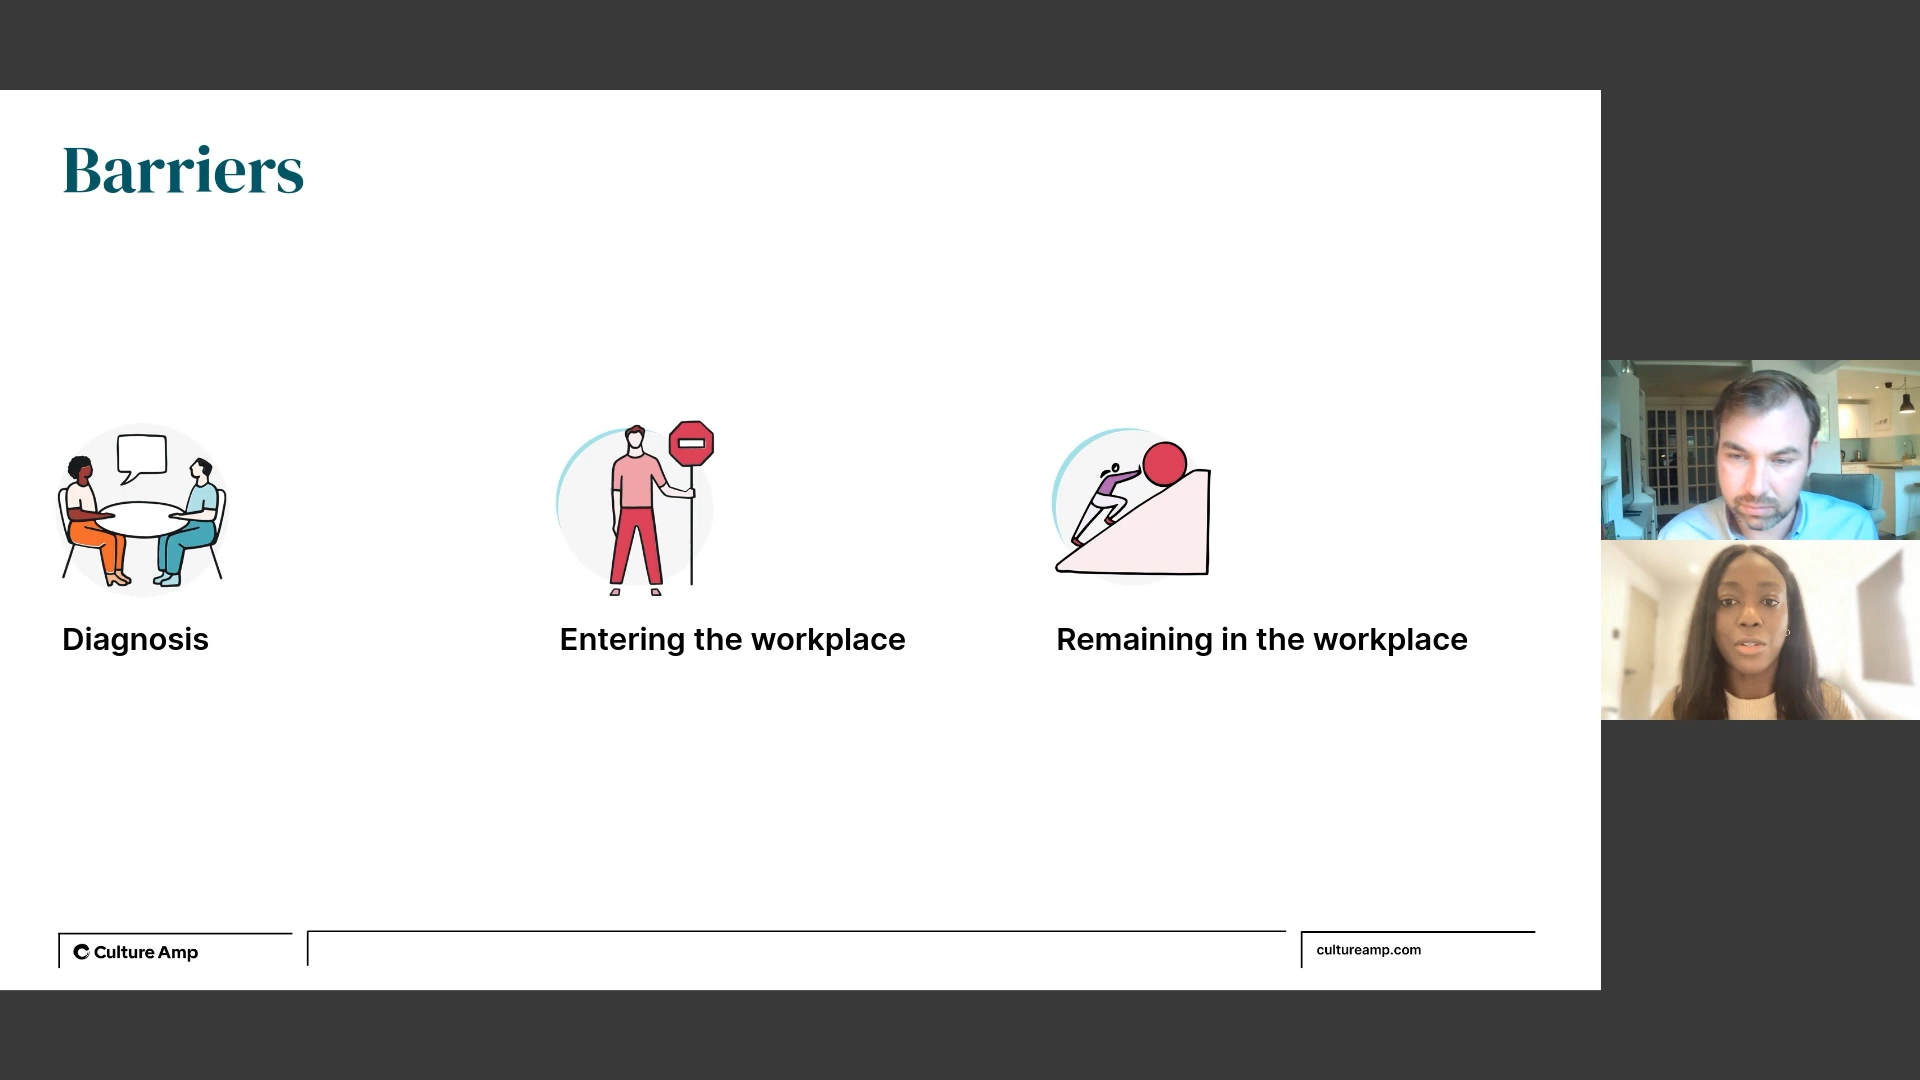 Barriers
Diagnosis
Entering the workplace
Remaining in the workplace
Culture Amp
cultureamp.com